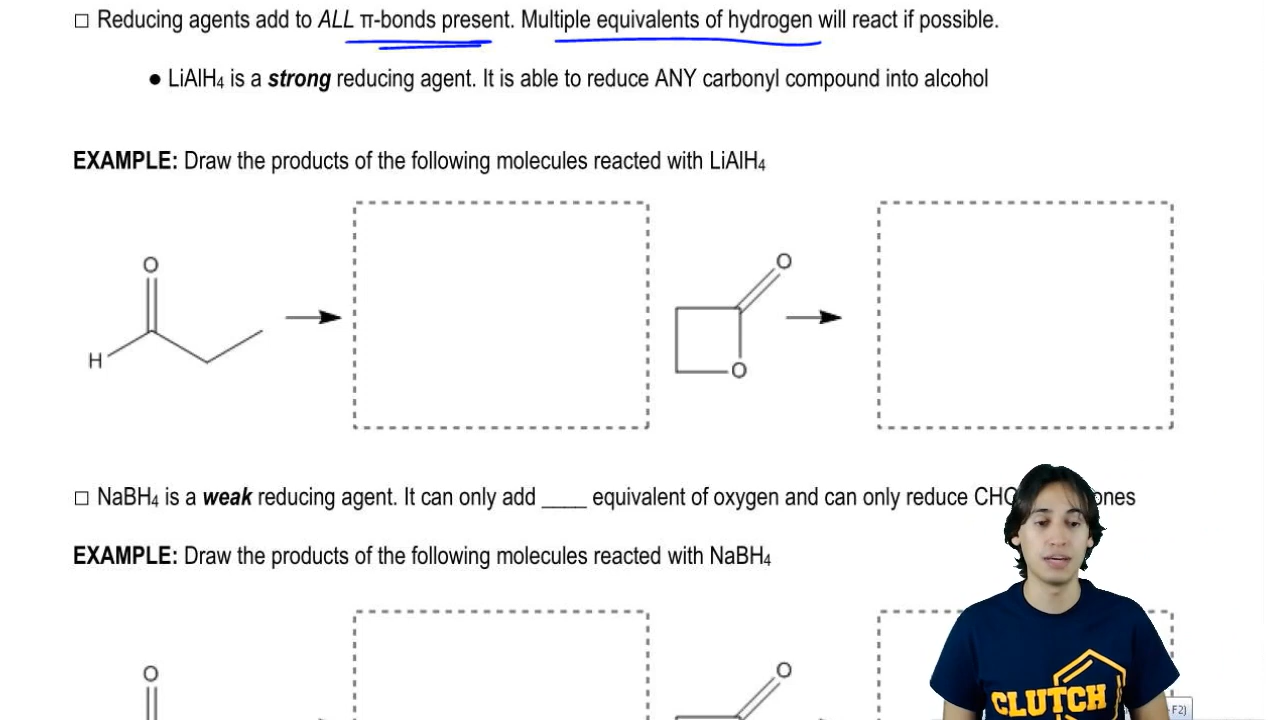 □ Reducing agents add to ALL π-bonds present. Multiple equivalents of hydrogen will react if possible.
● LiAlH₄ is a strong reducing agent. It is able to reduce ANY carbonyl compound into alcohol
EXAMPLE: Draw the products of the following molecules reacted with LiAlH₄
O
H
O
O
□ NaBH₄ is a weak reducing agent. It can only add ____ equivalent of oxygen and can only reduce
EXAMPLE: Draw the products of the following molecules reacted with NaBH₄
O
O
CLUTCH
F2)